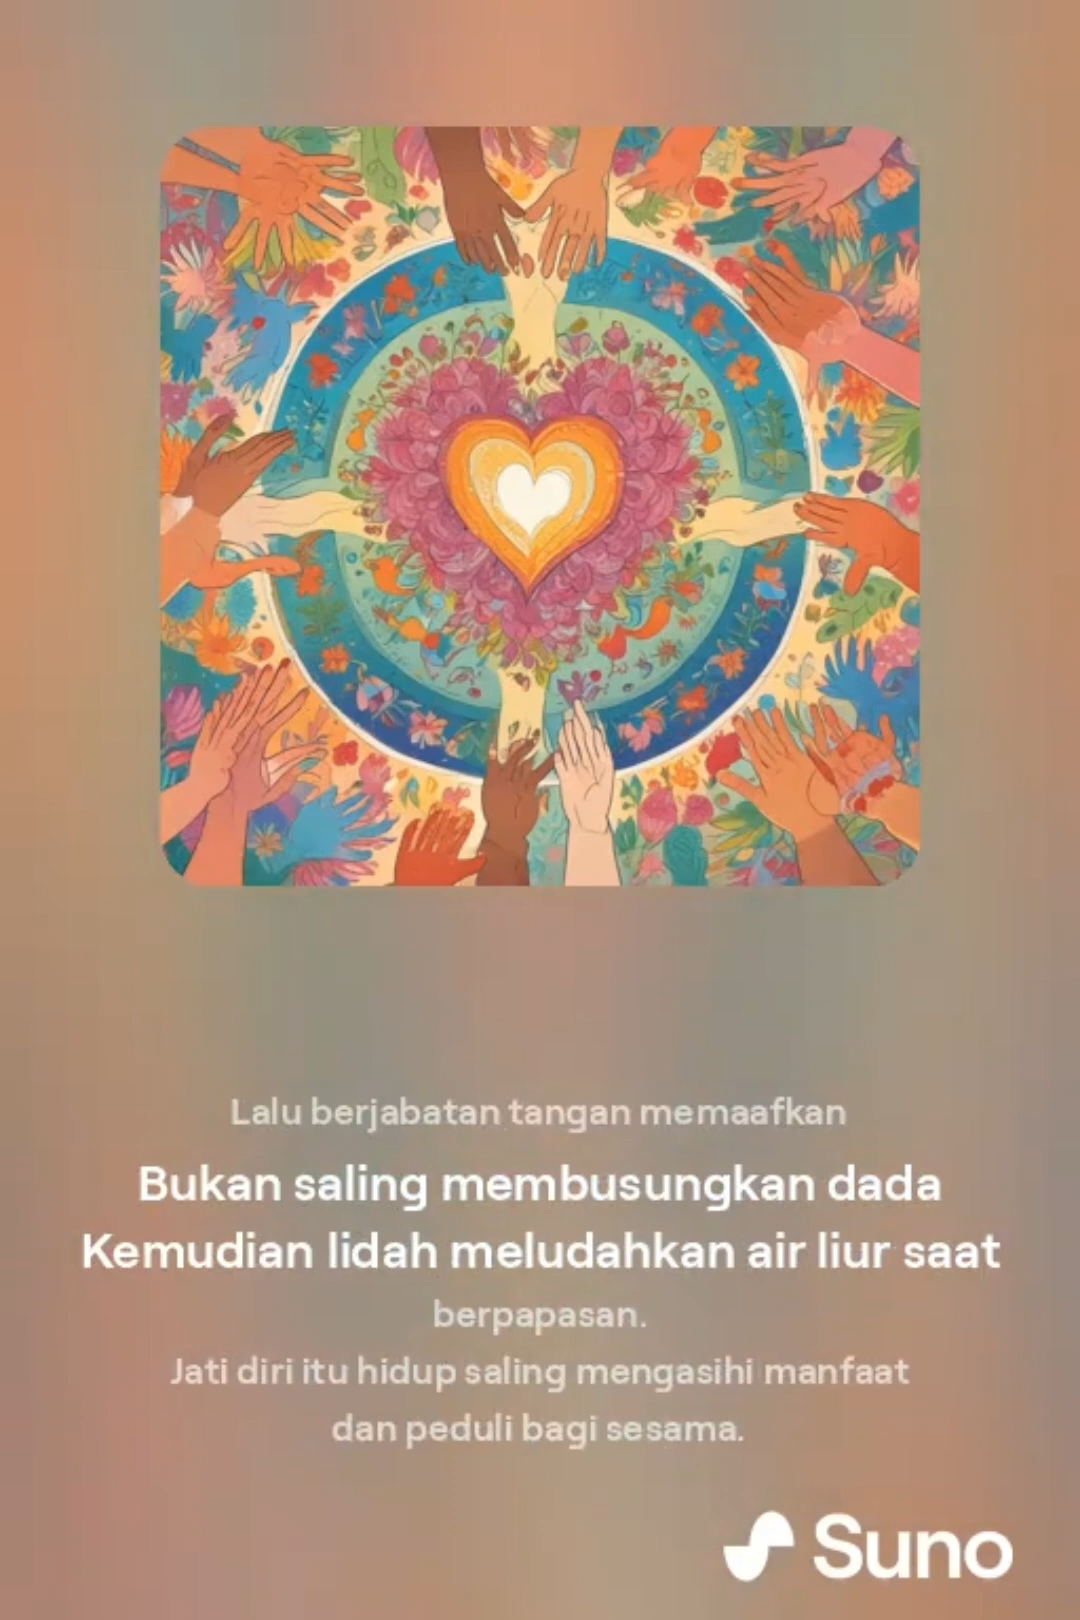 Lalu berjabatan tangan memaafkan
Bukan saling membusungkan dada
Kemudian lidah meludahkan air liur saat
berpapasan.
Jati diri itu hidup saling mengasihi manfaat
dan peduli bagi sesama.
Suno